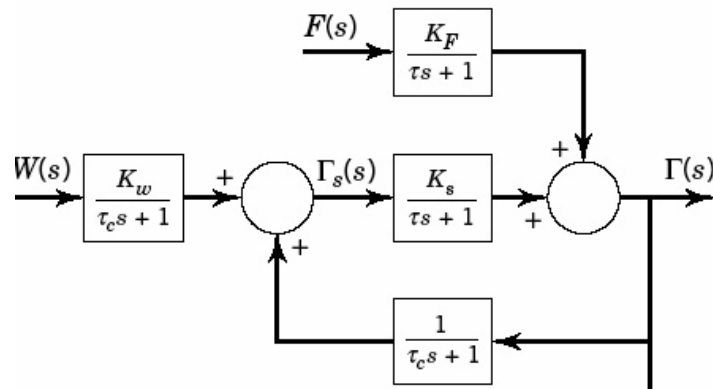 F(s)
K_F
τs + 1
+
W(s)
K_w
τ_c s + 1
+
Γ_s(s)
K_s
τs + 1
+
Γ(s)
+
1
τ_c s + 1